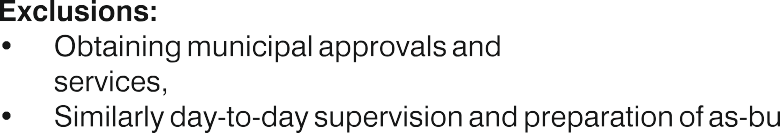 Exclusions:
• Obtaining municipal approvals and
services,
• Similarly day-to-day supervision and preparation of as-bu